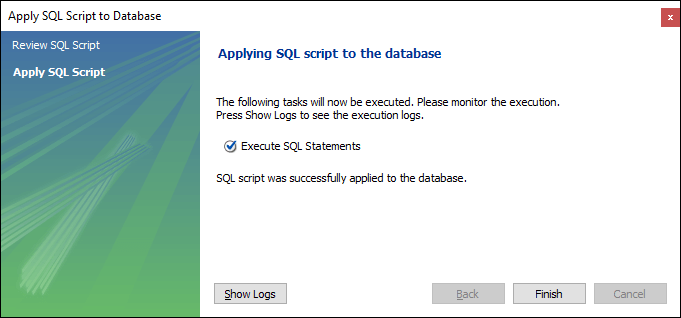 Apply SQL Script to Database
x
Review SQL Script
Apply SQL Script
Applying SQL script to the database
The following tasks will now be executed. Please monitor the execution.
Press Show Logs to see the execution logs.
Execute SQL Statements
SQL script was successfully applied to the database.
Show Logs
Back
Finish
Cancel